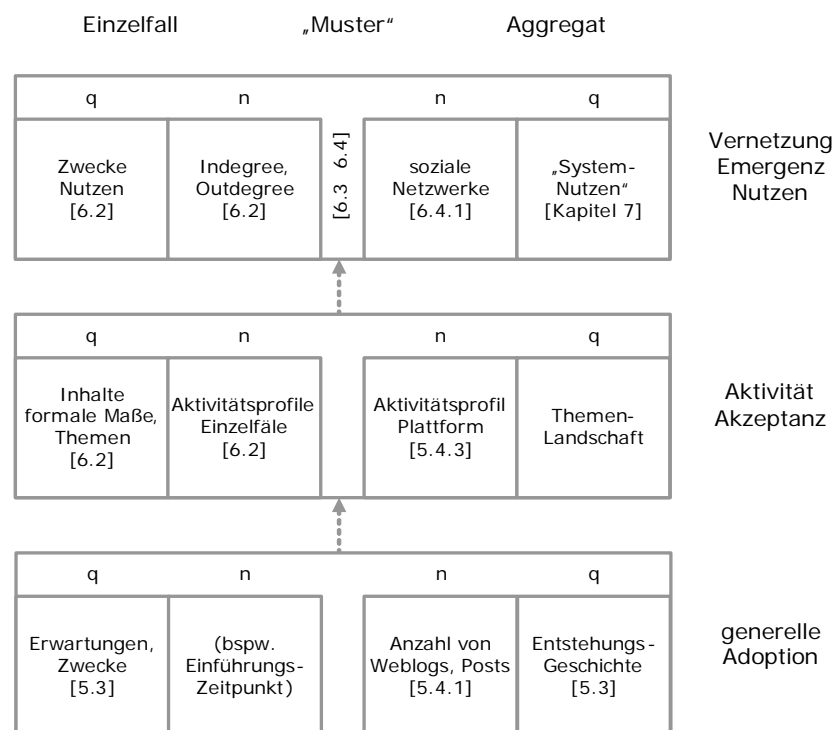 Einzelfall „Muster“ Aggregat
q n n q
Zwecke
Nutzen
[6.2]
Indegree,
Outdegree
[6.2]
[6.3 6.4]
soziale
Netzwerke
[6.4.1]
„System-
Nutzen“
[Kapitel 7]
Vernetzung
Emergenz
Nutzen
q n n q
Inhalte
formale Maße,
Themen
[6.2]
Aktivitätsprofile
Einzelfäle
[6.2]
Aktivitätsprofil
Plattform
[5.4.3]
Themen-
Landschaft
Aktivität
Akzeptanz
q n n q
Erwartungen,
Zwecke
[5.3]
(bspw.
Einführungs-
Zeitpunkt)
Anzahl von
Weblogs, Posts
[5.4.1]
Entstehungs-
Geschichte
[5.3]
generelle
Adoption